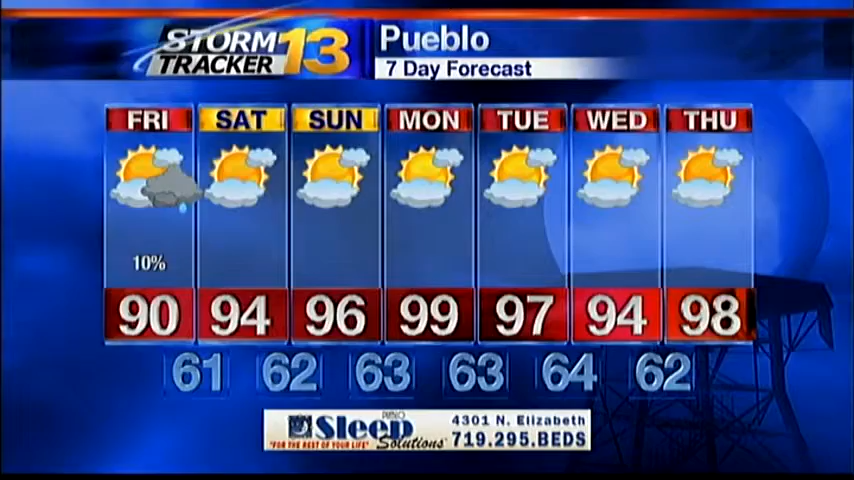 STORM
TRACKER 13
Pueblo
7 Day Forecast
FRI SAT SUN MON TUE WED THU
10%
90 94 96 99 97 94 98
61 62 63 63 64 62
PUEBLO
Sleep
Solutions
"FOR THE REST OF YOUR LIFE"
4301 N. Elizabeth
719.295.BEDS